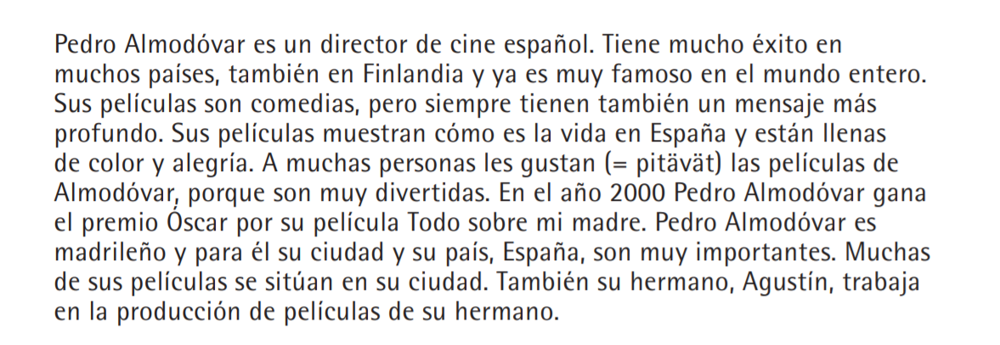 Pedro Almodóvar es un director de cine español. Tiene mucho éxito en
muchos países, también en Finlandia y ya es muy famoso en el mundo entero.
Sus películas son comedias, pero siempre tienen también un mensaje más
profundo. Sus películas muestran cómo es la vida en España y están llenas
de color y alegría. A muchas personas les gustan (= pitävät) las películas de
Almodóvar, porque son muy divertidas. En el año 2000 Pedro Almodóvar gana
el premio Óscar por su película Todo sobre mi madre. Pedro Almodóvar es
madrileño y para él su ciudad y su país, España, son muy importantes. Muchas
de sus películas se sitúan en su ciudad. También su hermano, Agustín, trabaja
en la producción de películas de su hermano.